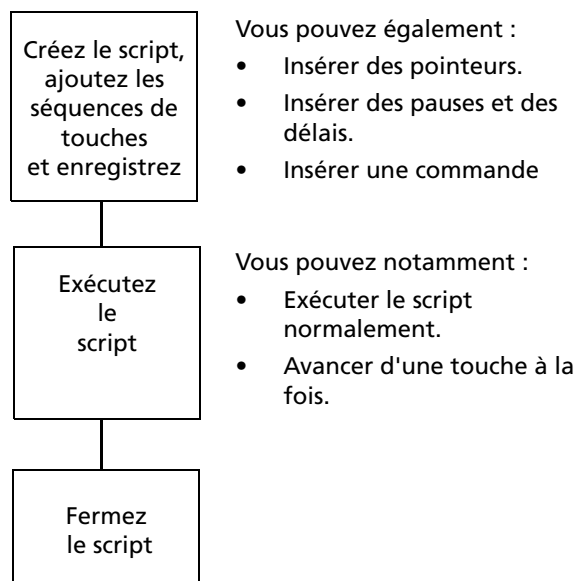 Créez le script,
ajoutez les
séquences de
touches
et enregistrez
Vous pouvez également :
• Insérer des pointeurs.
• Insérer des pauses et des
délais.
• Insérer une commande
Exécutez
le
script
Vous pouvez notamment :
• Exécuter le script
normalement.
• Avancer d'une touche à la
fois.
Fermez
le script